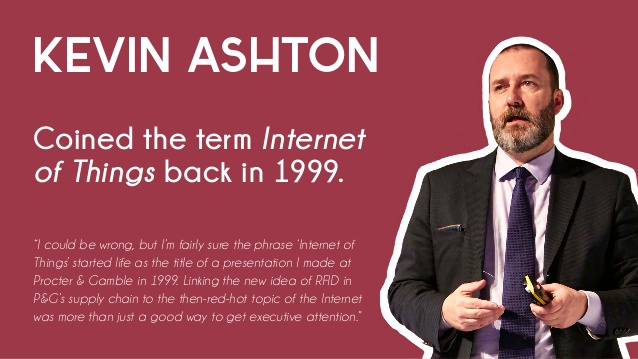 KEVIN ASHTON
Coined the term Internet
of Things back in 1999.
“I could be wrong, but I’m fairly sure the phrase ‘Internet of
Things’ started life as the title of a presentation I made at
Procter & Gamble in 1999. Linking the new idea of RFID in
P&G’s supply chain to the then-red-hot topic of the Internet
was more than just a good way to get executive attention.”